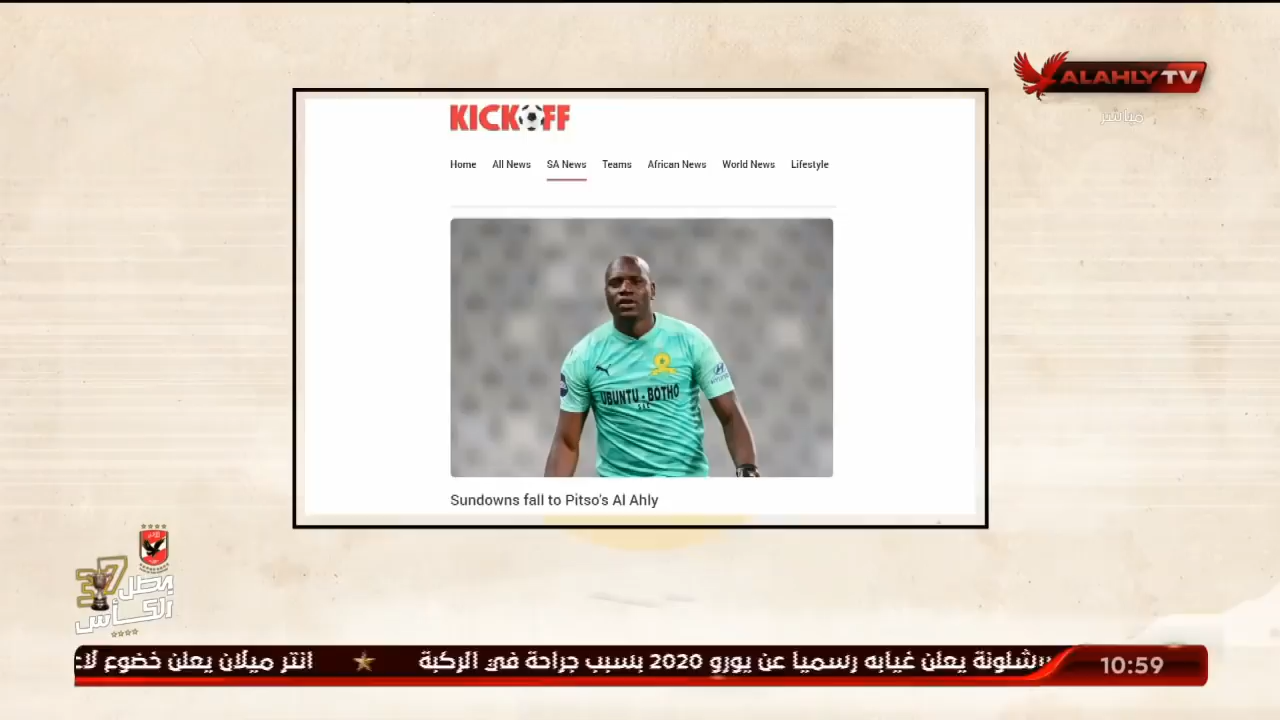 ALAHLY TV
مباشر
KICKOFF
Home All News SA News Teams African News World News Lifestyle
UBUNTU - BOTHO
Sundowns fall to Pitso's Al Ahly
37
بطل
الكأس
يعلن غيابه رسميا عن يورو 2020 بسبب جراحة في الركبة
انتر ميلان يعلن خضوع
10:59